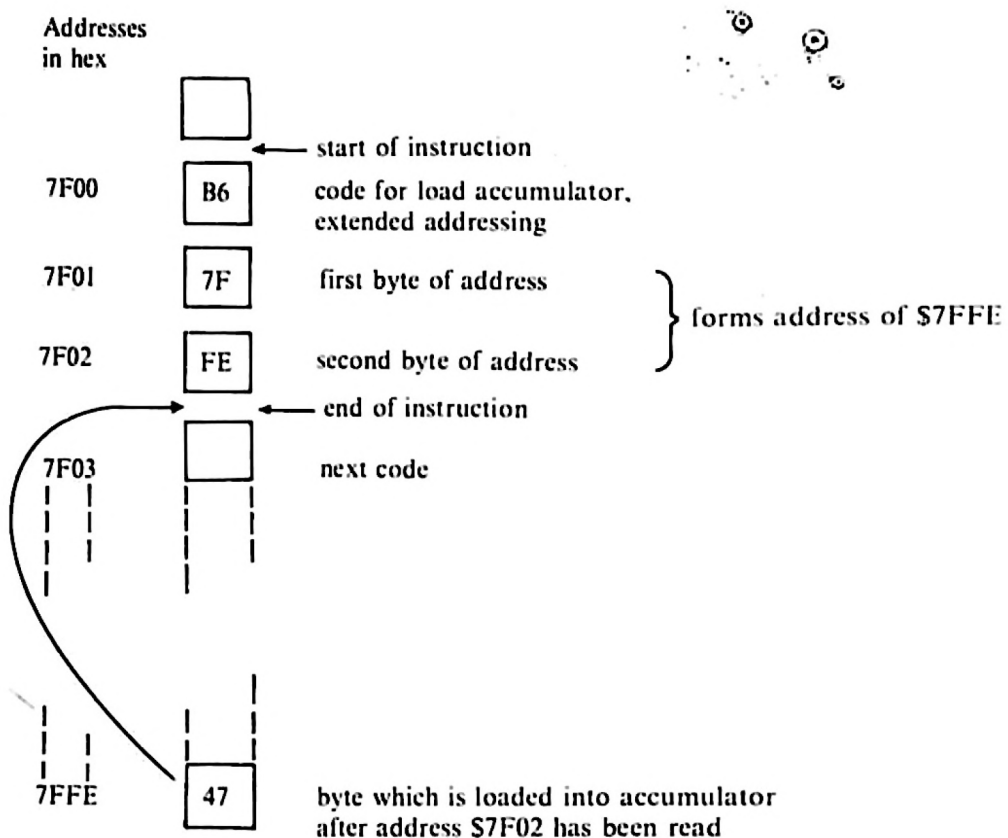 Addresses
in hex
start of instruction
7F00 B6 code for load accumulator,
extended addressing
7F01 7F first byte of address
forms address of $7FFE
7F02 FE second byte of address
end of instruction
7F03 next code
7FFE 47 byte which is loaded into accumulator
after address $7F02 has been read